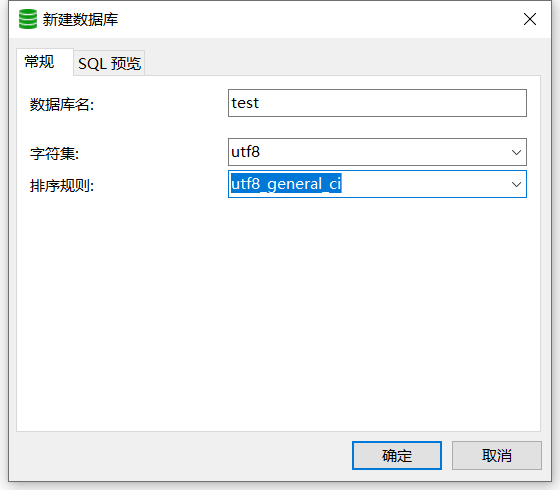 新建数据库
常规 SQL 预览
数据库名: test
字符集: utf8
排序规则: utf8_general_ci
确定 取消